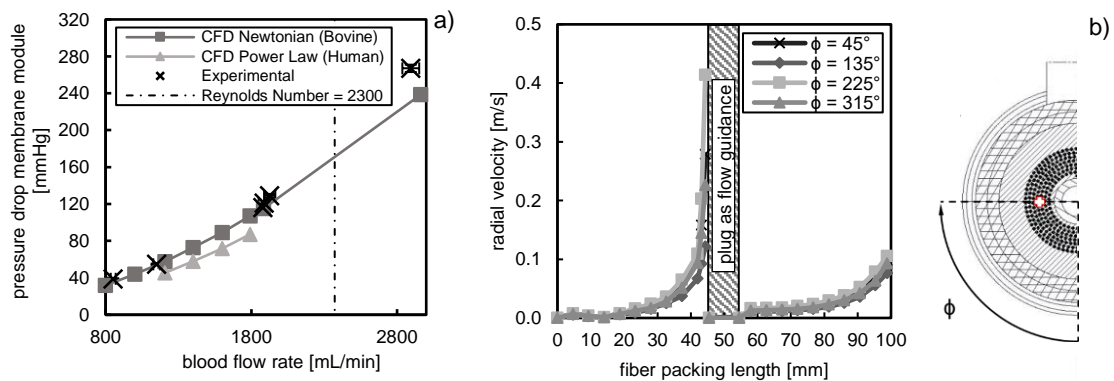 a)
320
280
240
200
160
120
80
40
0
pressure drop membrane module
[mmHg]
CFD Newtonian (Bovine)
CFD Power Law (Human)
Experimental
Reynolds Number = 2300
800 1800 2800
blood flow rate [mL/min]
b)
0.5
0.4
0.3
0.2
0.1
0.0
radial velocity [m/s]
plug as flow guidance
ϕ = 45°
ϕ = 135°
ϕ = 225°
ϕ = 315°
0 10 20 30 40 50 60 70 80 90 100
fiber packing length [mm]
ϕ